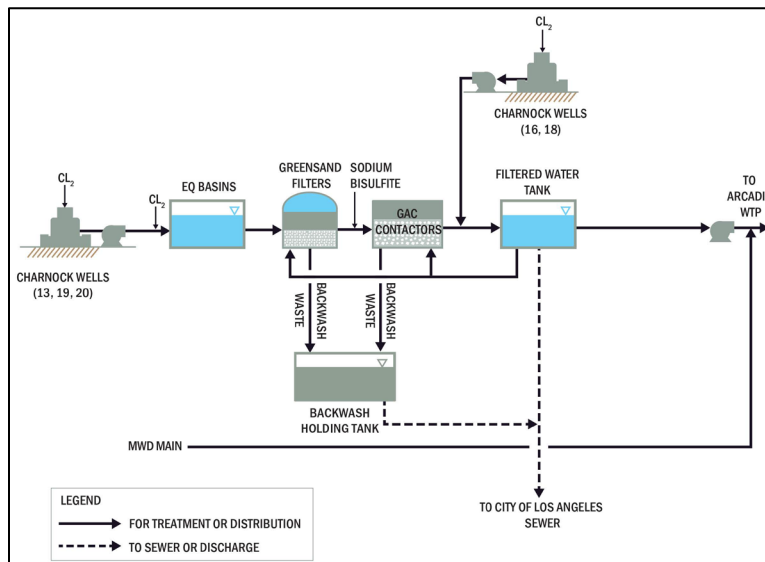 CL2
CHARNOCK WELLS
(16, 18)
CL2
CL2
EQ BASINS
GREENSAND
FILTERS
SODIUM
BISULFITE
GAC
CONTACTORS
FILTERED WATER
TANK
TO
ARCADI
WTP
CHARNOCK WELLS
(13, 19, 20)
BACKWASH
WASTE
BACKWASH
WASTE
BACKWASH
HOLDING TANK
MWD MAIN
TO CITY OF LOS ANGELES
SEWER
LEGEND
FOR TREATMENT OR DISTRIBUTION
TO SEWER OR DISCHARGE